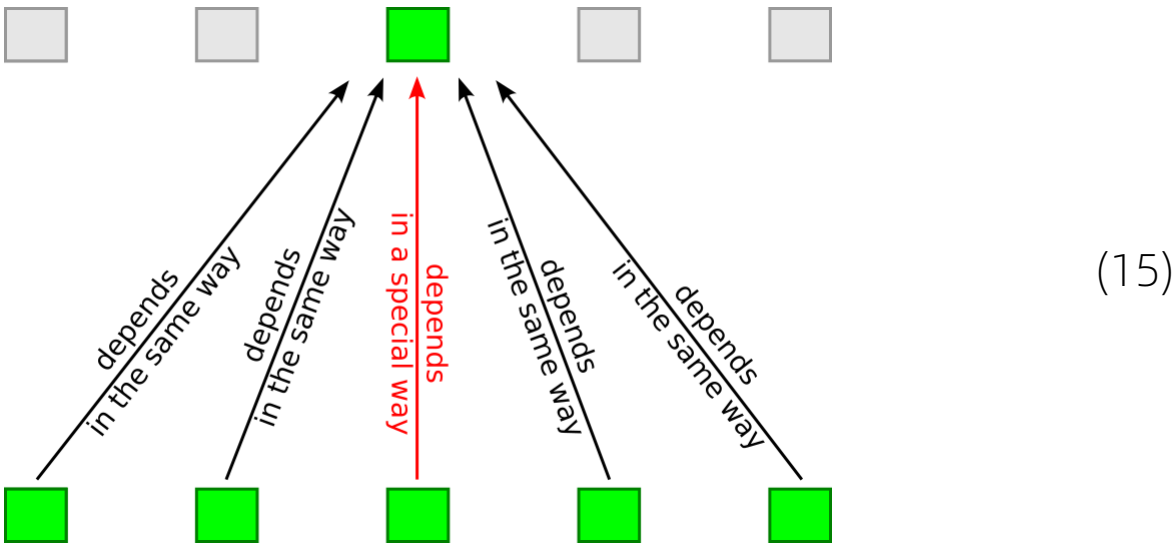 depends
in the same way
depends
in the same way
depends
in a special way
depends
in the same way
depends
in the same way
(15)